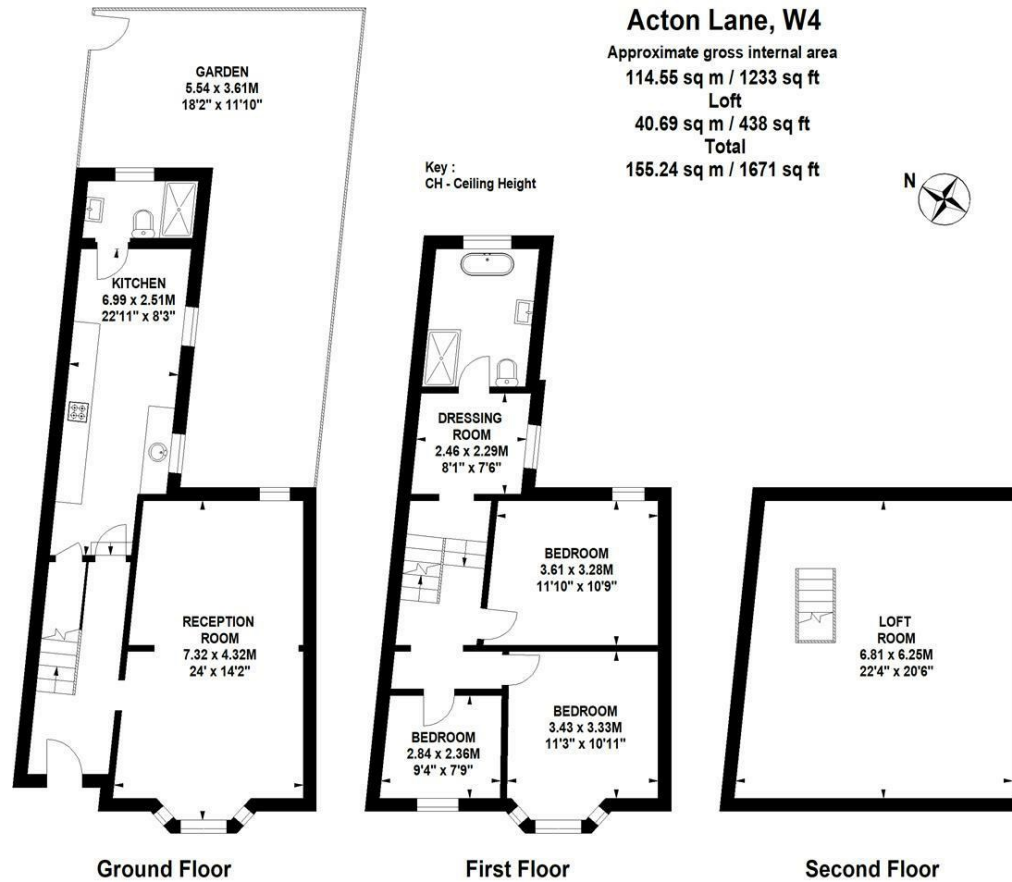 Acton Lane, W4
Approximate gross internal area
114.55 sq m / 1233 sq ft
Loft
40.69 sq m / 438 sq ft
Total
155.24 sq m / 1671 sq ft
Key :
CH - Ceiling Height
N
GARDEN
5.54 x 3.61M
18'2" x 11'10"
KITCHEN
6.99 x 2.51M
22'11" x 8'3"
RECEPTION
ROOM
7.32 x 4.32M
24' x 14'2"
Ground Floor
DRESSING
ROOM
2.46 x 2.29M
8'1" x 7'6"
BEDROOM
3.61 x 3.28M
11'10" x 10'9"
BEDROOM
3.43 x 3.33M
11'3" x 10'11"
BEDROOM
2.84 x 2.36M
9'4" x 7'9"
First Floor
LOFT
ROOM
6.81 x 6.25M
22'4" x 20'6"
Second Floor